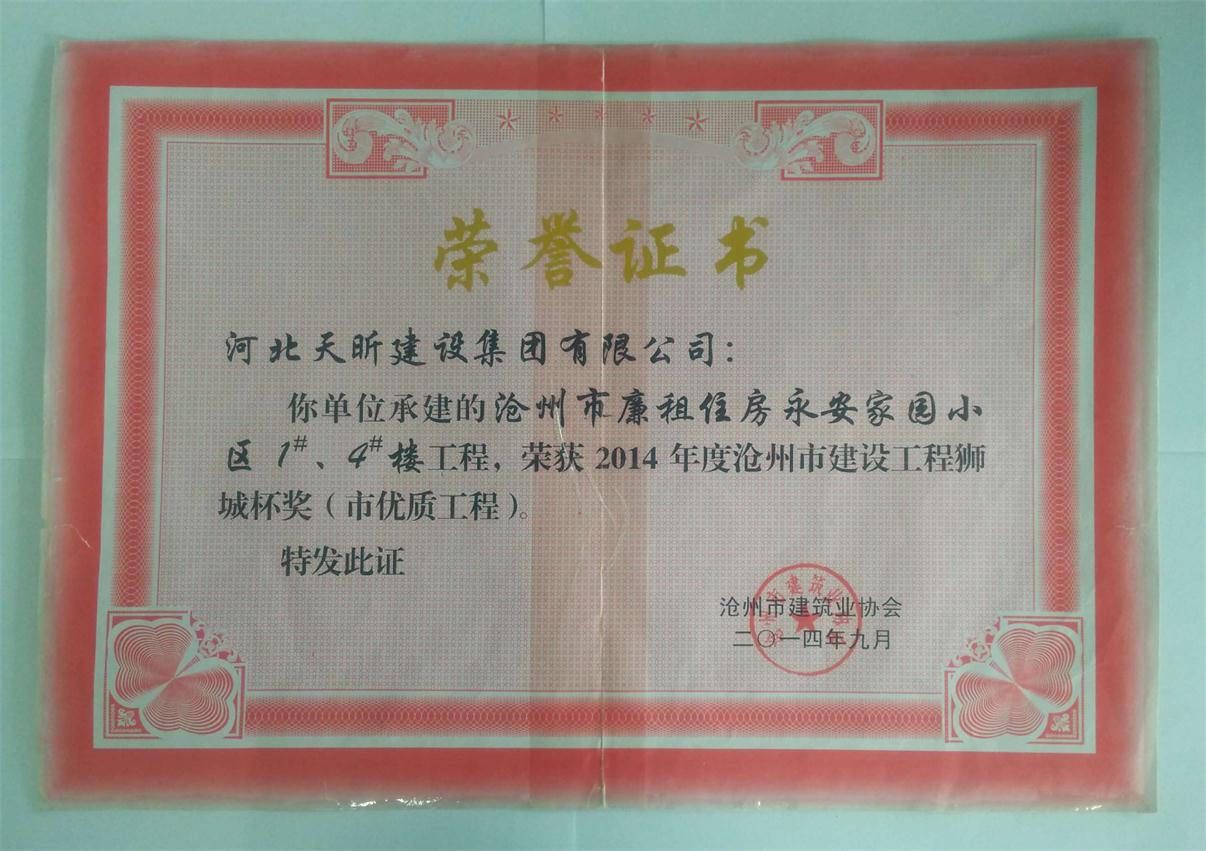 荣誉证书
河北天昕建设集团有限公司：
你单位承建的沧州市廉租住房永安家园小
区 1#、4#楼工程，荣获 2014 年度沧州市建设工程狮
城杯奖（市优质工程）。
特发此证
沧州市建筑业协会
二〇一四年九月